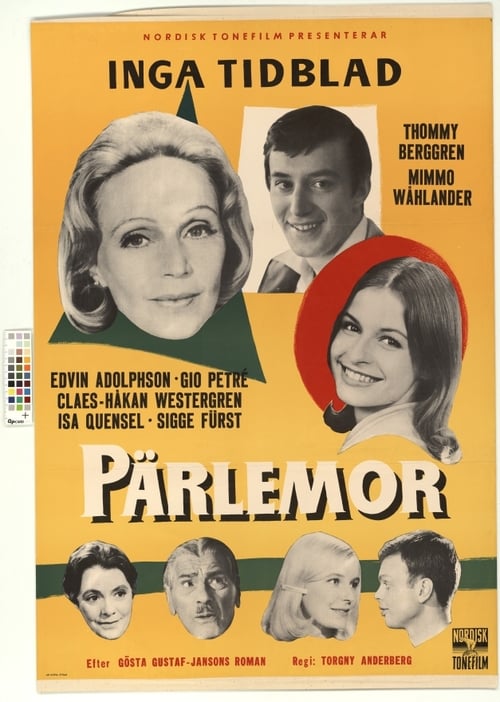 NORDISK TONEFILM PRESENTERAR
INGA TIDBLAD
THOMMY
BERGGREN
MIMMO
WÅHLANDER
EDVIN ADOLPHSON · GIO PETRÉ
CLAES-HÅKAN WESTERGREN
ISA QUENSEL · SIGGE FÜRST
PÄRLEMOR
Efter GÖSTA GUSTAF-JANSONS ROMAN Regi: TORGNY ANDERBERG
NORDISK
TONEFILM